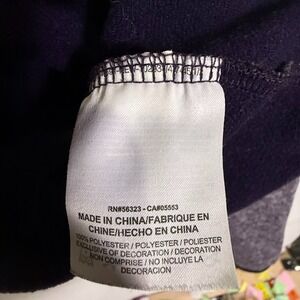 RN#56323 - CA#05553
MADE IN CHINA/FABRIQUE EN
CHINE/HECHO EN CHINA
100% POLYESTER / POLYESTER / POLIESTER
EXCLUSIVE OF DECORATION / DECORATION
NON COMPRISE / NO INCLUYE LA
DECORACION